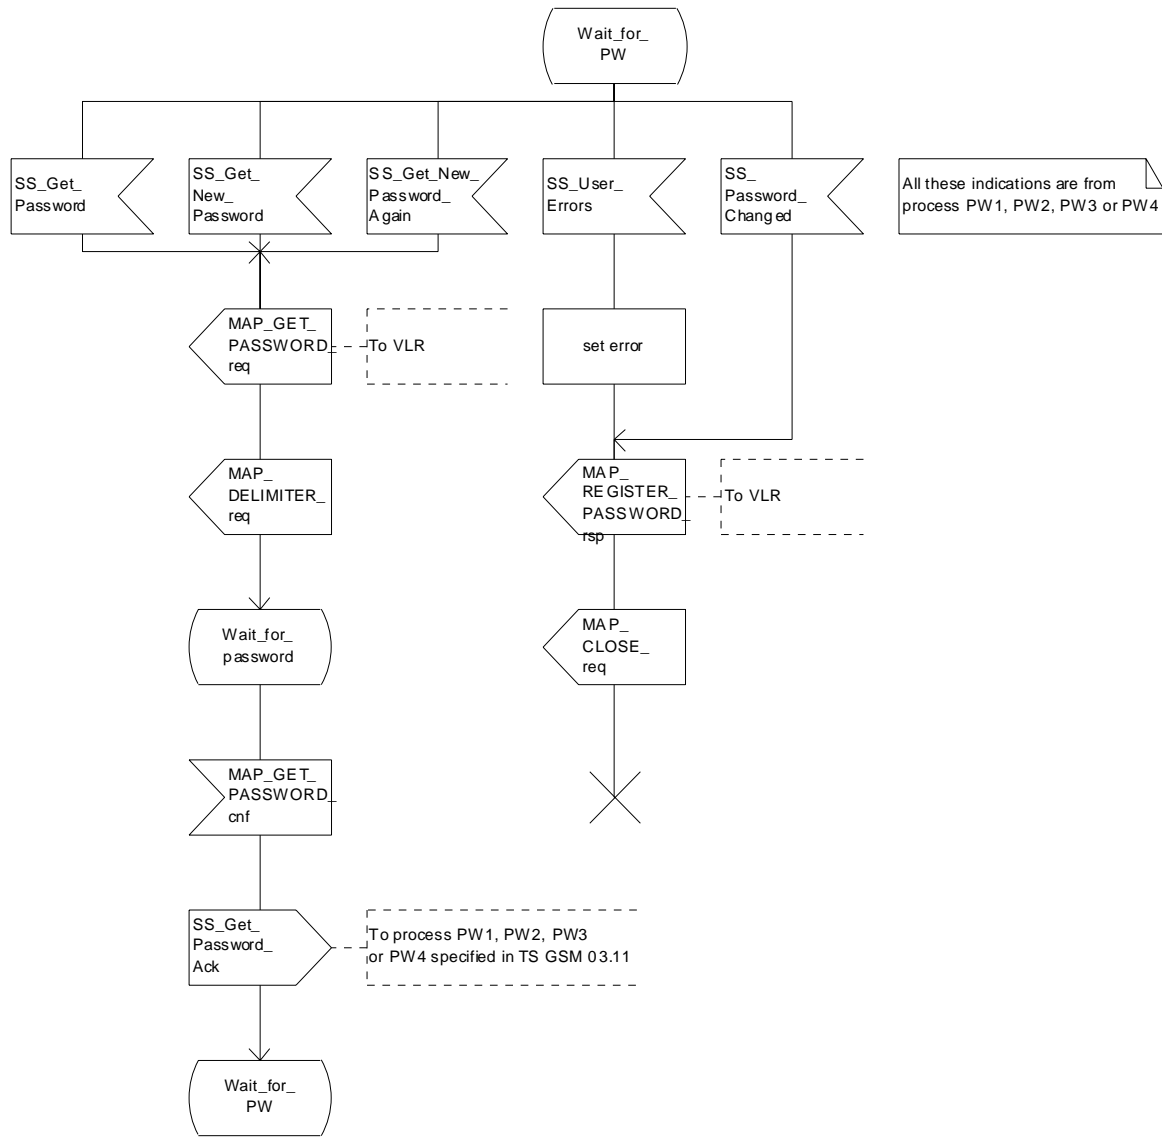 Wait_for_
PW
SS_Get_
Password
SS_Get_
New_
Password
SS_Get_New_
Password_
Again
SS_User_
Errors
SS_
Password_
Changed
All these indications are from
process PW1, PW2, PW3 or PW4
MAP_GET_
PASSWORD_
req
To VLR
set error
MAP_
DELIMITER_
req
MAP_
REGISTER_
PASSWORD_
rsp
To VLR
Wait_for_
password
MAP_
CLOSE_
req
MAP_GET_
PASSWORD_
cnf
SS_Get_
Password_
Ack
To process PW1, PW2, PW3
or PW4 specified in TS GSM 03.11
Wait_for_
PW